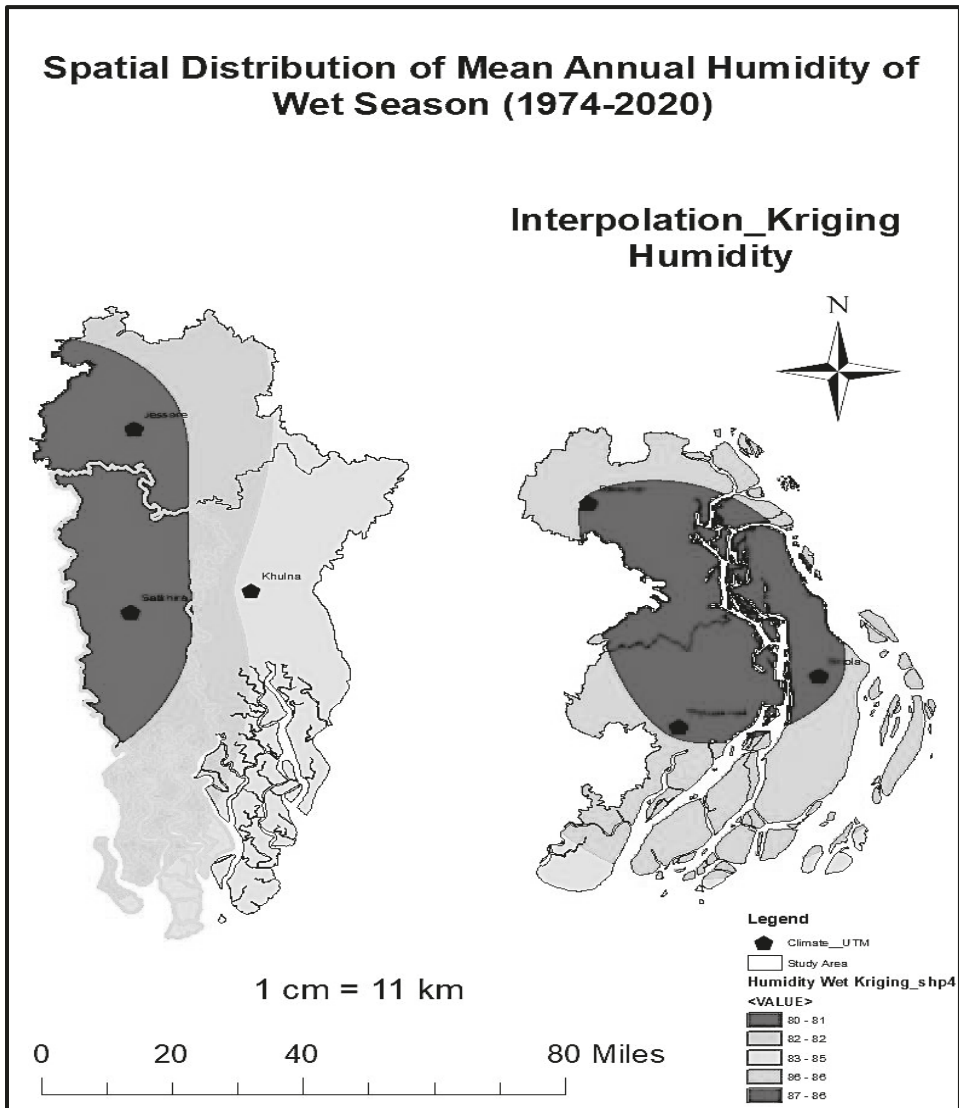 Spatial Distribution of Mean Annual Humidity of
Wet Season (1974-2020)
Interpolation_Kriging
Humidity
N
Jessore
Khulna
Satkhira
Bhola
Legend
Climate__UTM
Study Area
Humidity Wet Kriging_shp4
<VALUE>
80 - 81
82 - 82
83 - 85
86 - 86
87 - 86
1 cm = 11 km
0 20 40 80 Miles